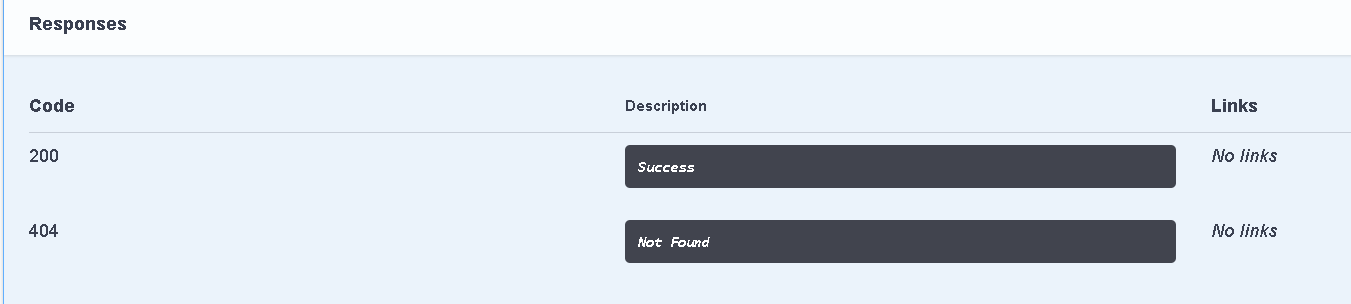 Responses
Code Description Links
200 Success No links
404 Not Found No links